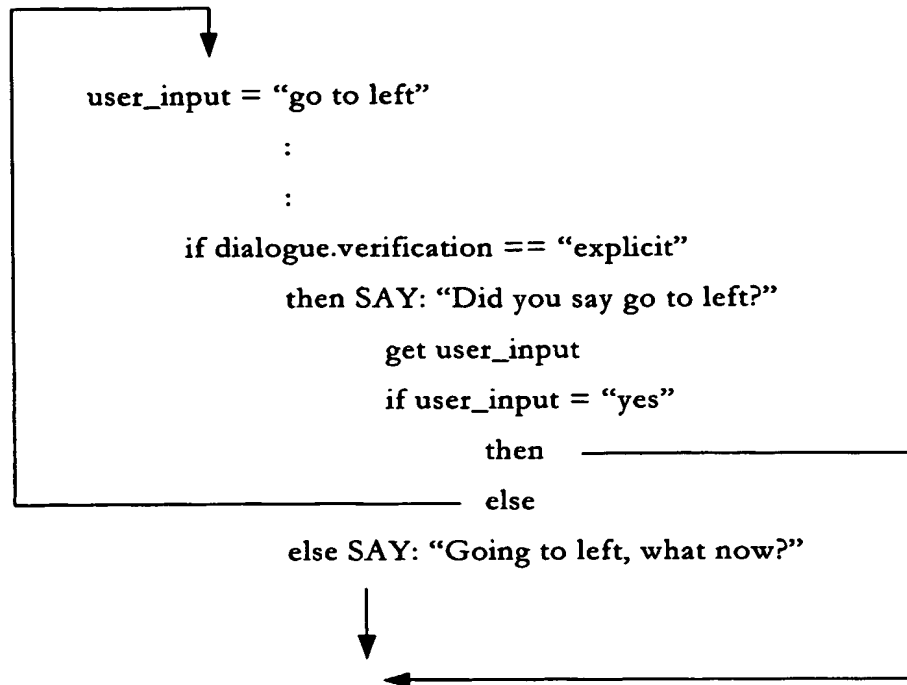 user_input = “go to left”
:
:
if dialogue.verification == “explicit”
then SAY: “Did you say go to left?”
get user_input
if user_input = “yes”
then
else
else SAY: “Going to left, what now?”